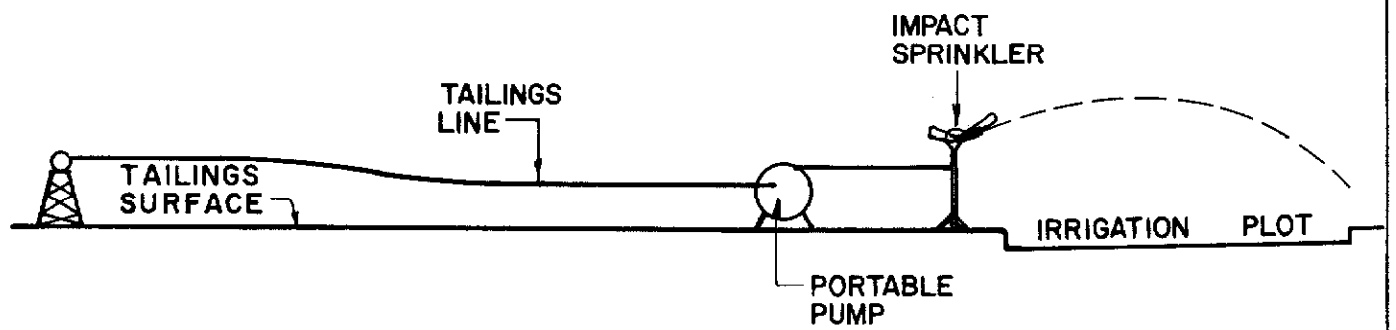 IMPACT
SPRINKLER
TAILINGS
LINE
TAILINGS
SURFACE
IRRIGATION PLOT
PORTABLE
PUMP